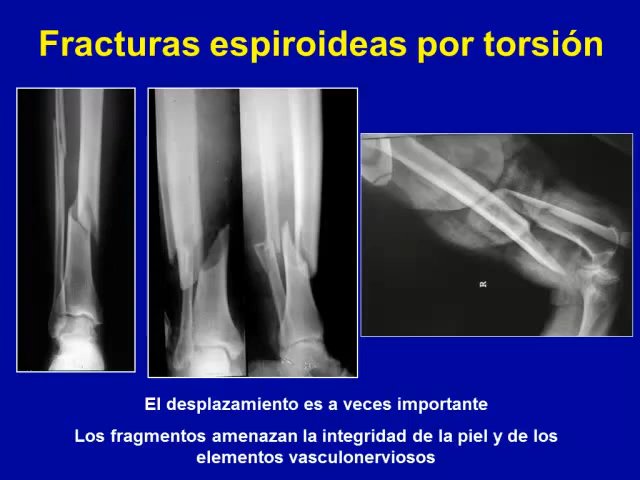 Fracturas espiroideas por torsión
R
El desplazamiento es a veces importante
Los fragmentos amenazan la integridad de la piel y de los
elementos vasculonerviosos